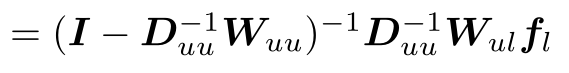 = (I − D_{uu}^{−1} W_{uu})^{−1} D_{uu}^{−1} W_{ul} f_l